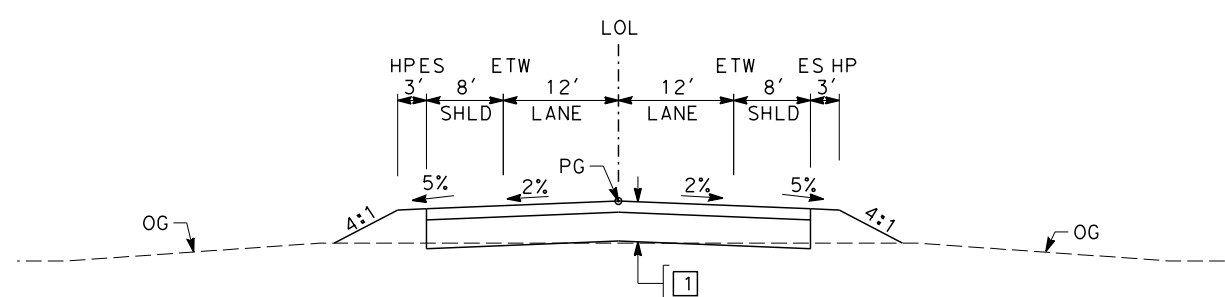 LOL
HP ES ETW ETW ES HP
3' 8' 12' 12' 8' 3'
SHLD LANE LANE SHLD
PG
5% 2% 2% 5%
4:1 4:1
OG OG
1